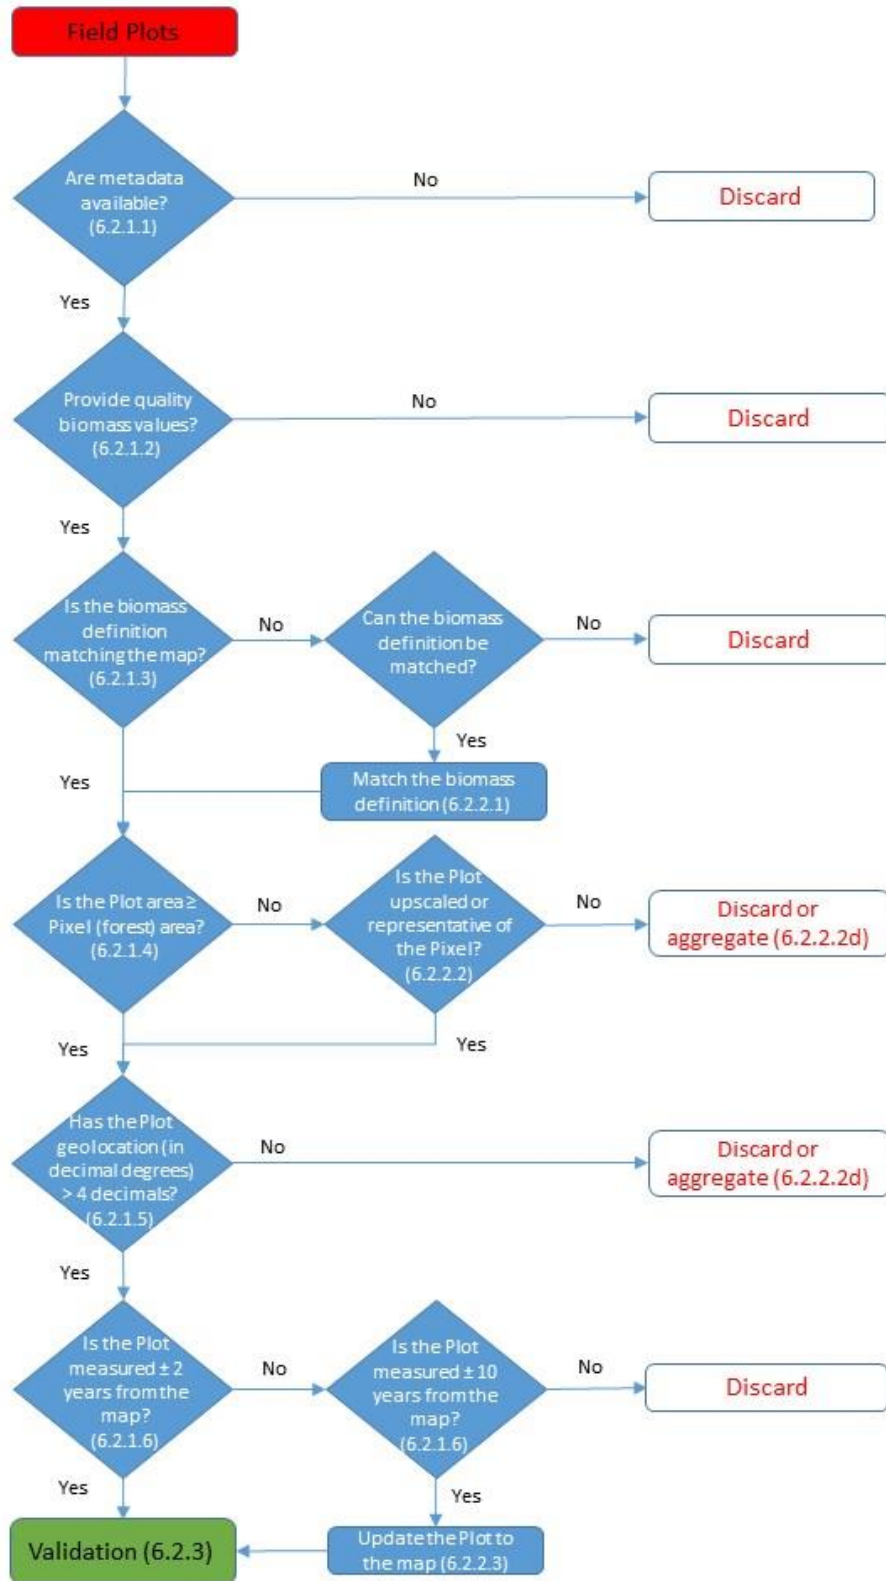 Field Plots
Are metadata
available?
(6.2.1.1)
No
Discard
Yes
Provide quality
biomass values?
(6.2.1.2)
No
Discard
Yes
Is the biomass
definition
matching the map?
(6.2.1.3)
No
Can the biomass
definition be
matched?
No
Discard
Yes
Match the biomass
definition (6.2.2.1)
Yes
Is the Plot area ≥
Pixel (forest) area?
(6.2.1.4)
No
Is the Plot
upscaled or
representative of
the Pixel?
(6.2.2.2)
No
Discard or
aggregate (6.2.2.2d)
Yes
Yes
Has the Plot
geolocation (in
decimal degrees)
> 4 decimals?
(6.2.1.5)
No
Discard or
aggregate (6.2.2.2d)
Yes
Is the Plot
measured ± 2
years from the
map?
(6.2.1.6)
No
Is the Plot
measured ± 10
years from the
map?
(6.2.1.6)
No
Discard
Yes
Yes
Update the Plot to
the map (6.2.2.3)
Validation (6.2.3)